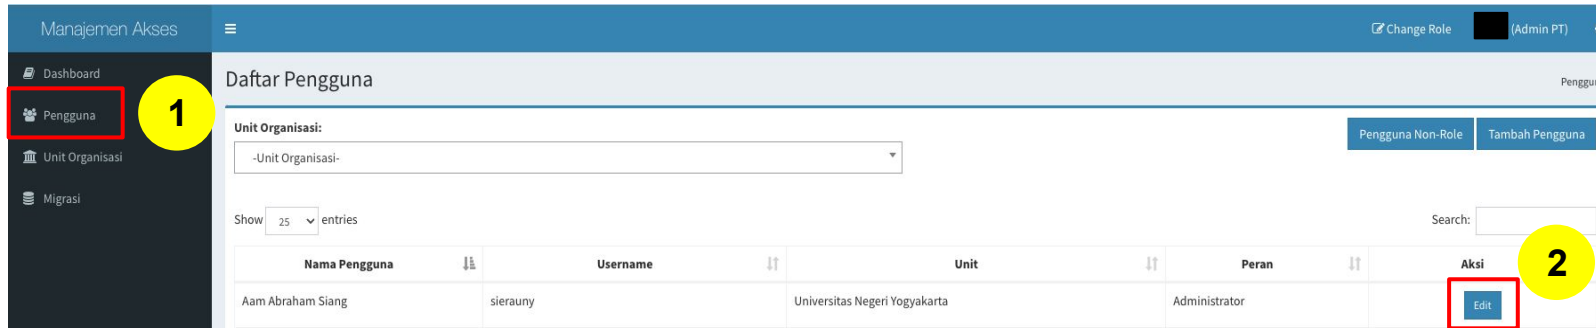 Manajemen Akses
Change Role
(Admin PT)
Dashboard
Pengguna
Unit Organisasi
Migrasi
1
Daftar Pengguna
Unit Organisasi:
-Unit Organisasi-
Pengguna Non-Role
Tambah Pengguna
Show 25 entries
Search:
Nama Pengguna Username Unit Peran Aksi
2
Aam Abraham Siang sierauny Universitas Negeri Yogyakarta Administrator Edit